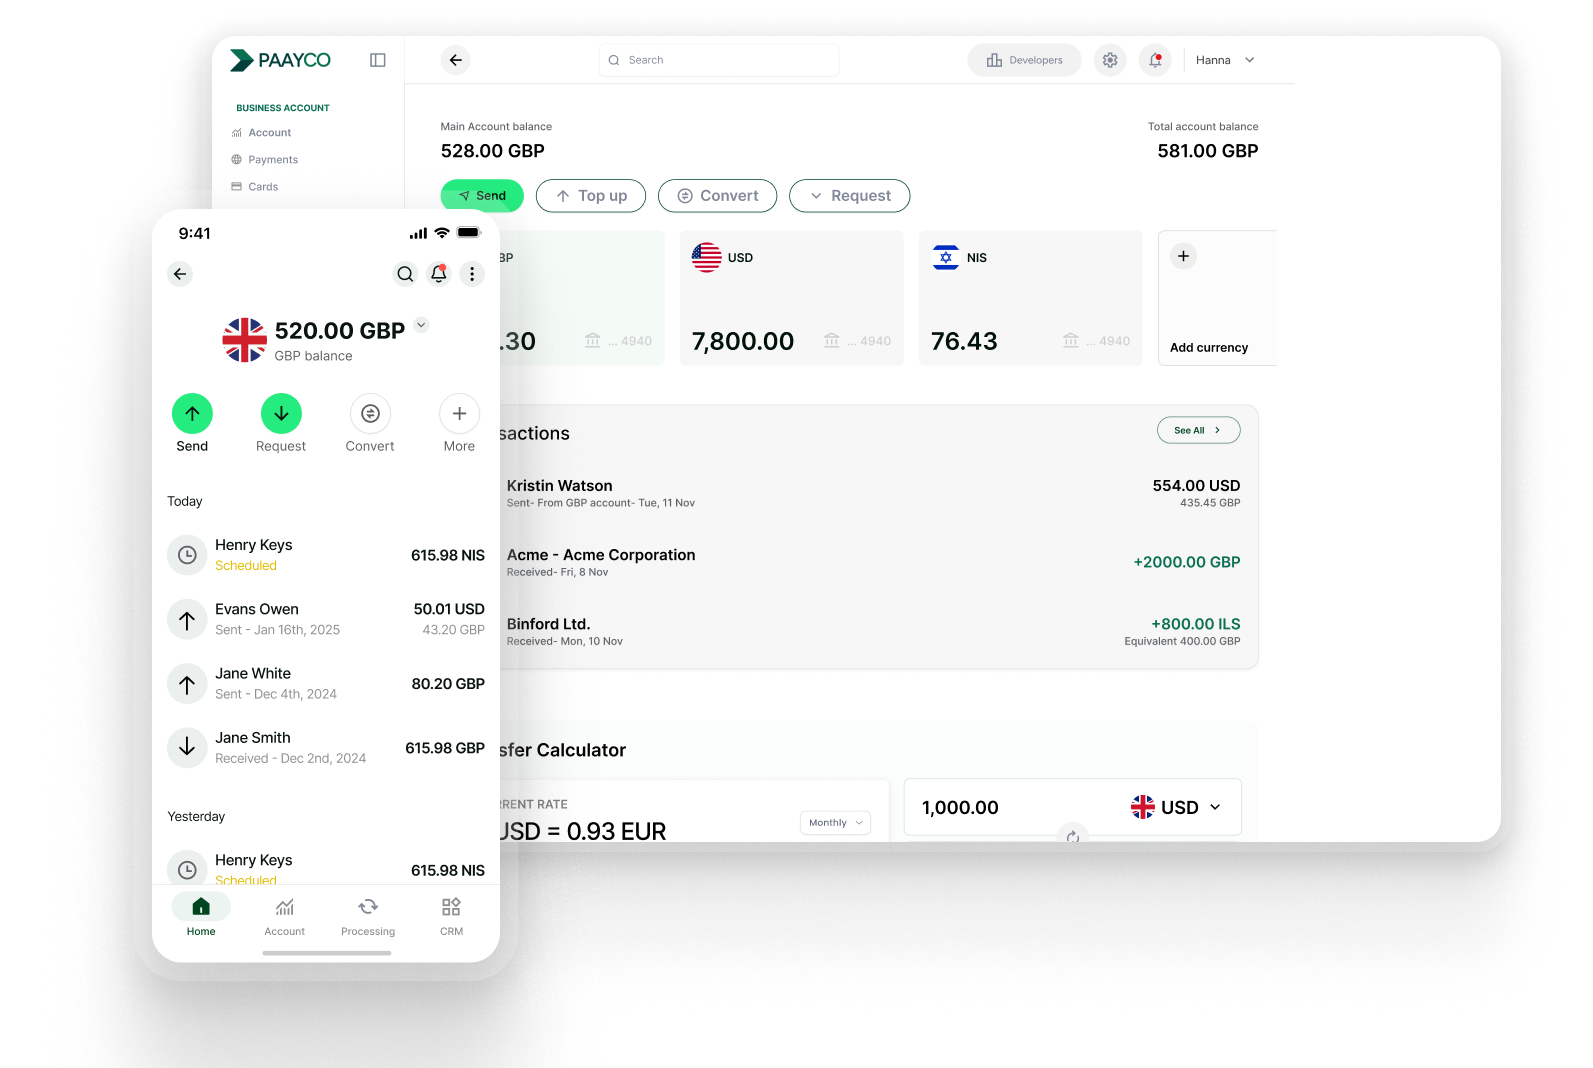 PAAYCO
Search
Developers
Hanna
BUSINESS ACCOUNT
Account
Payments
Cards
Main Account balance
528.00 GBP
Total account balance
581.00 GBP
Send
Top up
Convert
Request
BP
.30
... 4940
USD
7,800.00
... 4940
NIS
76.43
... 4940
Add currency
sactions
See All
Kristin Watson
Sent- From GBP account- Tue, 11 Nov
554.00 USD
435.45 GBP
Acme - Acme Corporation
Received- Fri, 8 Nov
+2000.00 GBP
Binford Ltd.
Received- Mon, 10 Nov
+800.00 ILS
Equivalent 400.00 GBP
sfer Calculator
RENT RATE
USD = 0.93 EUR
Monthly
1,000.00
USD
9:41
520.00 GBP
GBP balance
Send
Request
Convert
More
Today
Henry Keys
Scheduled
615.98 NIS
Evans Owen
Sent - Jan 16th, 2025
50.01 USD
43.20 GBP
Jane White
Sent - Dec 4th, 2024
80.20 GBP
Jane Smith
Received - Dec 2nd, 2024
615.98 GBP
Yesterday
Henry Keys
Scheduled
615.98 NIS
Home
Account
Processing
CRM